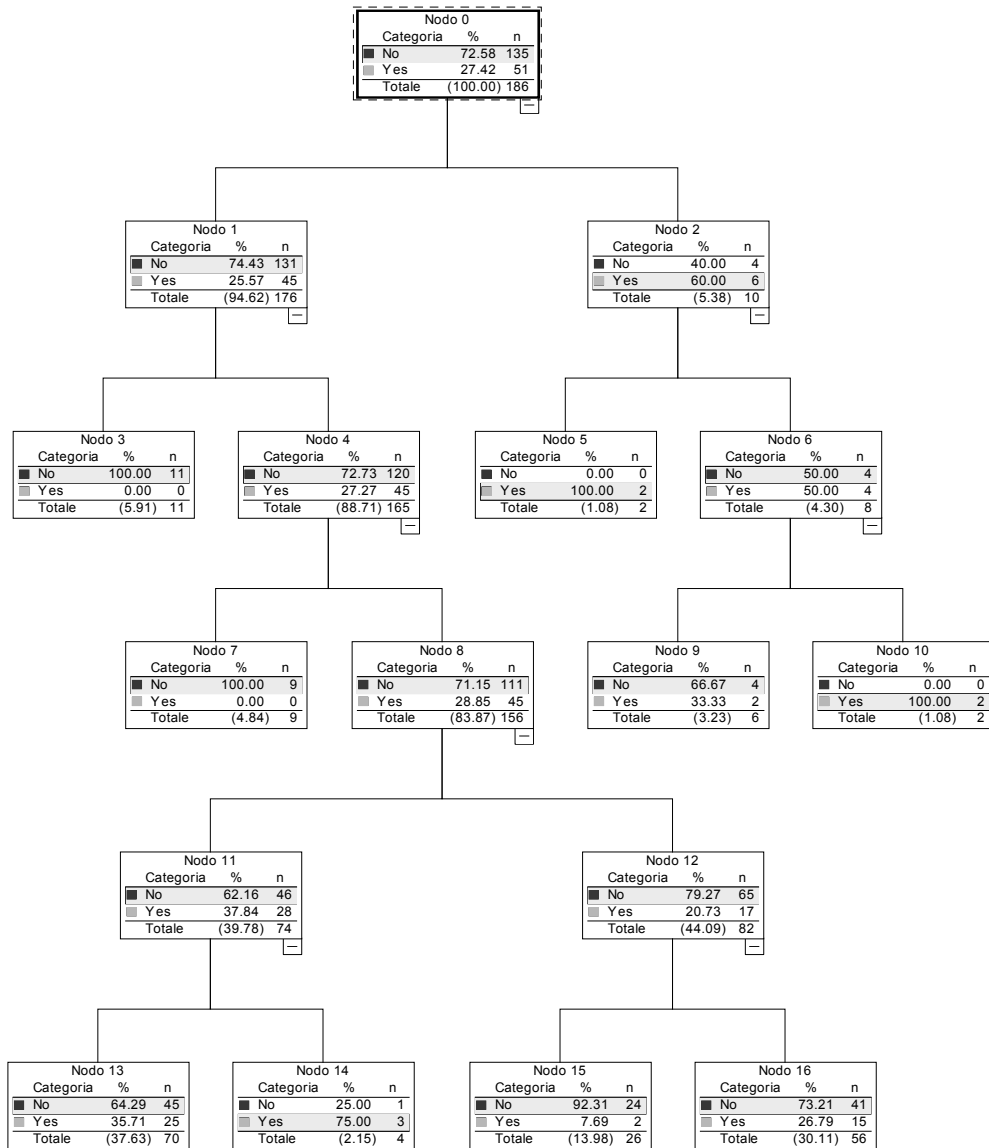 Nodo 0
Categoria % n
No 72.58 135
Yes 27.42 51
Totale (100.00) 186
Nodo 1
Categoria % n
No 74.43 131
Yes 25.57 45
Totale (94.62) 176
Nodo 2
Categoria % n
No 40.00 4
Yes 60.00 6
Totale (5.38) 10
Nodo 3
Categoria % n
No 100.00 11
Yes 0.00 0
Totale (5.91) 11
Nodo 4
Categoria % n
No 72.73 120
Yes 27.27 45
Totale (88.71) 165
Nodo 5
Categoria % n
No 0.00 0
Yes 100.00 2
Totale (1.08) 2
Nodo 6
Categoria % n
No 50.00 4
Yes 50.00 4
Totale (4.30) 8
Nodo 7
Categoria % n
No 100.00 9
Yes 0.00 0
Totale (4.84) 9
Nodo 8
Categoria % n
No 71.15 111
Yes 28.85 45
Totale (83.87) 156
Nodo 9
Categoria % n
No 66.67 4
Yes 33.33 2
Totale (3.23) 6
Nodo 10
Categoria % n
No 0.00 0
Yes 100.00 2
Totale (1.08) 2
Nodo 11
Categoria % n
No 62.16 46
Yes 37.84 28
Totale (39.78) 74
Nodo 12
Categoria % n
No 79.27 65
Yes 20.73 17
Totale (44.09) 82
Nodo 13
Categoria % n
No 64.29 45
Yes 35.71 25
Totale (37.63) 70
Nodo 14
Categoria % n
No 25.00 1
Yes 75.00 3
Totale (2.15) 4
Nodo 15
Categoria % n
No 92.31 24
Yes 7.69 2
Totale (13.98) 26
Nodo 16
Categoria % n
No 73.21 41
Yes 26.79 15
Totale (30.11) 56